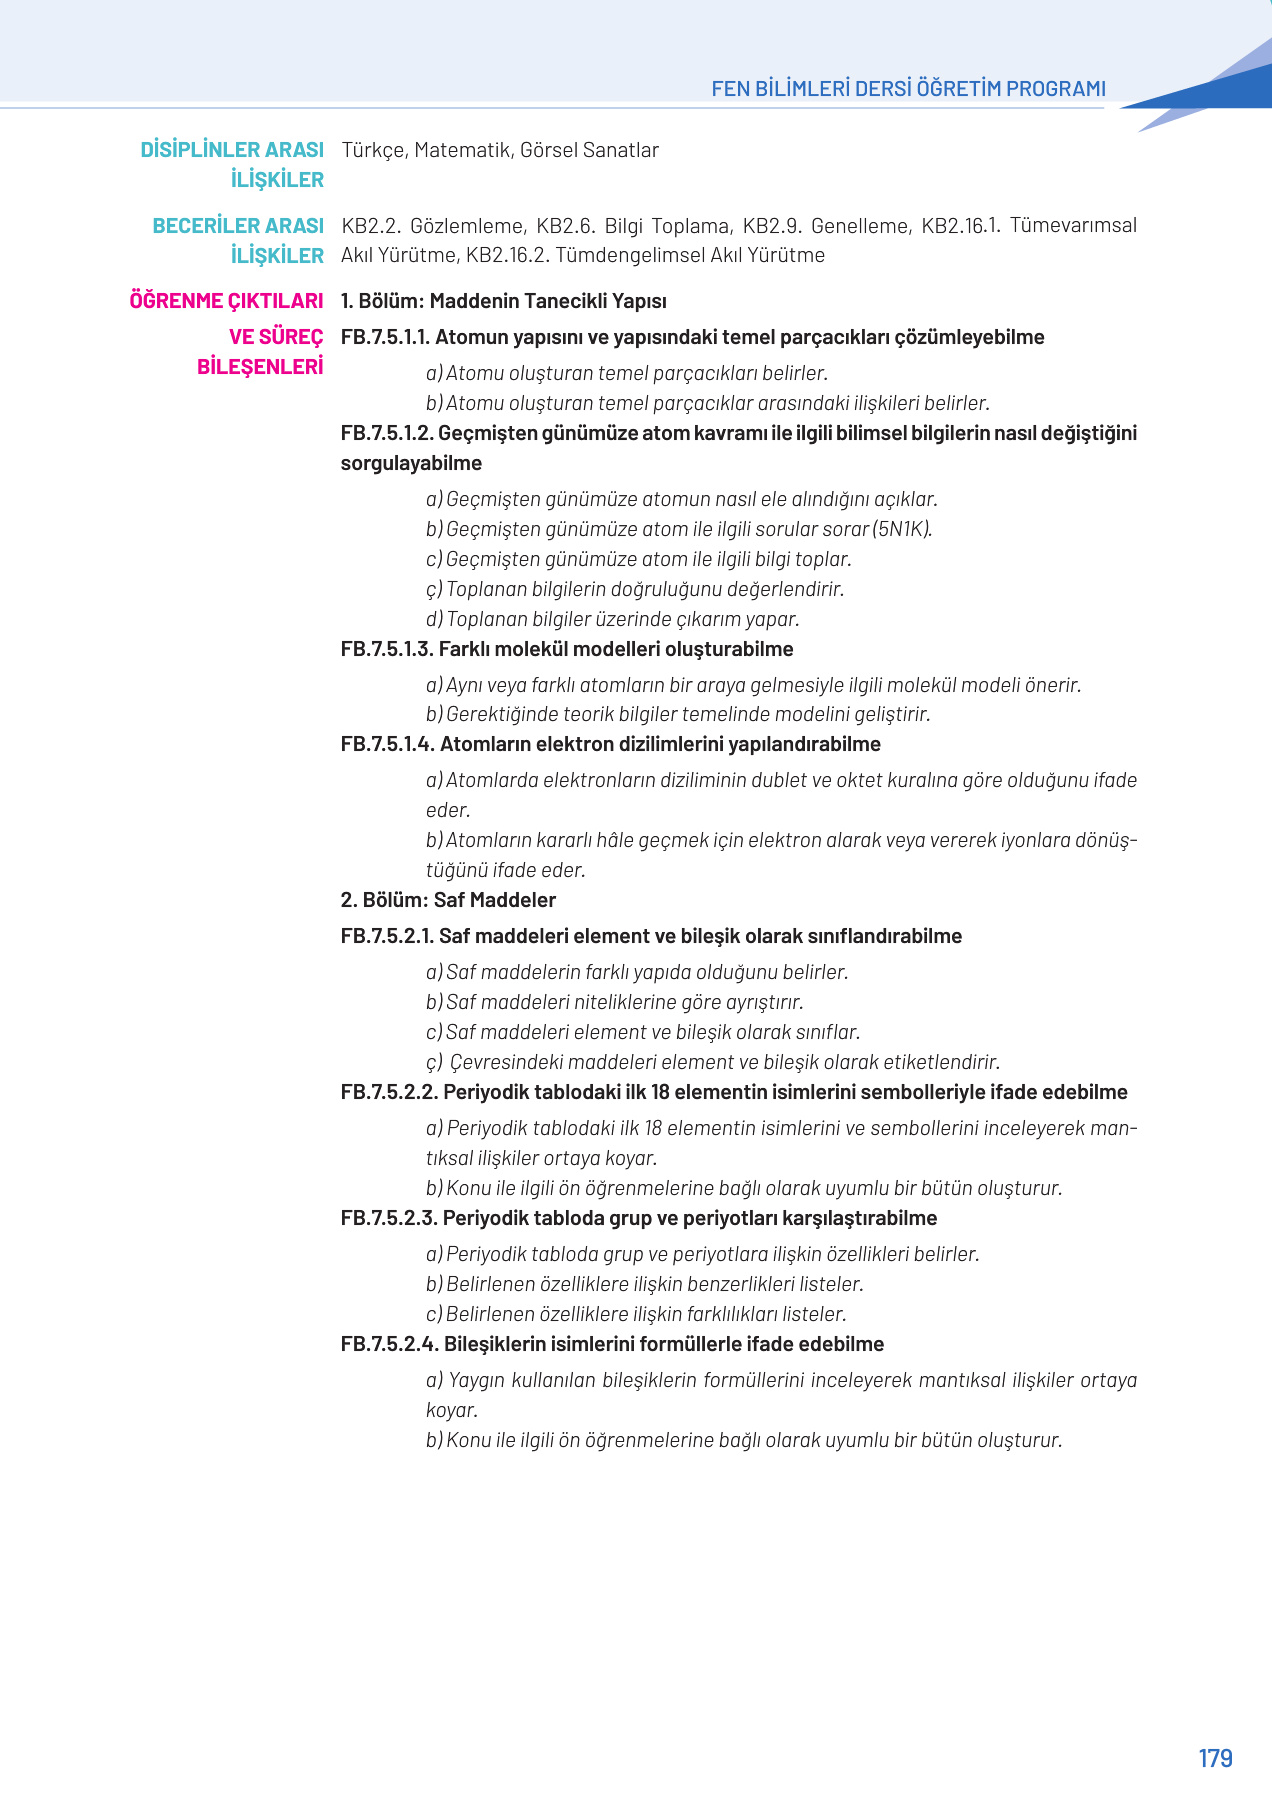 FEN BİLİMLERİ DERSİ ÖĞRETİM PROGRAMI
DİSİPLİNLER ARASI
İLİŞKİLER
Türkçe, Matematik, Görsel Sanatlar
BECERİLER ARASI
İLİŞKİLER
KB2.2. Gözlemleme, KB2.6. Bilgi Toplama, KB2.9. Genelleme, KB2.16.1. Tümevarımsal
Akıl Yürütme, KB2.16.2. Tümdengelimsel Akıl Yürütme
ÖĞRENME ÇIKTILARI
VE SÜREÇ
BİLEŞENLERİ
1. Bölüm: Maddenin Tanecikli Yapısı
FB.7.5.1.1. Atomun yapısını ve yapısındaki temel parçacıkları çözümleyebilme
a) Atomu oluşturan temel parçacıkları belirler.
b) Atomu oluşturan temel parçacıklar arasındaki ilişkileri belirler.
FB.7.5.1.2. Geçmişten günümüze atom kavramı ile ilgili bilimsel bilgilerin nasıl değiştiğini
sorgulayabilme
a) Geçmişten günümüze atomun nasıl ele alındığını açıklar.
b) Geçmişten günümüze atom ile ilgili sorular sorar (5N1K).
c) Geçmişten günümüze atom ile ilgili bilgi toplar.
ç) Toplanan bilgilerin doğruluğunu değerlendirir.
d) Toplanan bilgiler üzerinde çıkarım yapar.
FB.7.5.1.3. Farklı molekül modelleri oluşturabilme
a) Aynı veya farklı atomların bir araya gelmesiyle ilgili molekül modeli önerir.
b) Gerektiğinde teorik bilgiler temelinde modelini geliştirir.
FB.7.5.1.4. Atomların elektron dizilimlerini yapılandırabilme
a) Atomlarda elektronların diziliminin dublet ve oktet kuralına göre olduğunu ifade
eder.
b) Atomların kararlı hâle geçmek için elektron alarak veya vererek iyonlara dönüş-
tüğünü ifade eder.
2. Bölüm: Saf Maddeler
FB.7.5.2.1. Saf maddeleri element ve bileşik olarak sınıflandırabilme
a) Saf maddelerin farklı yapıda olduğunu belirler.
b) Saf maddeleri niteliklerine göre ayrıştırır.
c) Saf maddeleri element ve bileşik olarak sınıflar.
ç) Çevresindeki maddeleri element ve bileşik olarak etiketlendirir.
FB.7.5.2.2. Periyodik tablodaki ilk 18 elementin isimlerini sembolleriyle ifade edebilme
a) Periyodik tablodaki ilk 18 elementin isimlerini ve sembollerini inceleyerek man-
tıksal ilişkiler ortaya koyar.
b) Konu ile ilgili ön öğrenmelerine bağlı olarak uyumlu bir bütün oluşturur.
FB.7.5.2.3. Periyodik tabloda grup ve periyotları karşılaştırabilme
a) Periyodik tabloda grup ve periyotlara ilişkin özellikleri belirler.
b) Belirlenen özelliklere ilişkin benzerlikleri listeler.
c) Belirlenen özelliklere ilişkin farklılıkları listeler.
FB.7.5.2.4. Bileşiklerin isimlerini formüllerle ifade edebilme
a) Yaygın kullanılan bileşiklerin formüllerini inceleyerek mantıksal ilişkiler ortaya
koyar.
b) Konu ile ilgili ön öğrenmelerine bağlı olarak uyumlu bir bütün oluşturur.
179